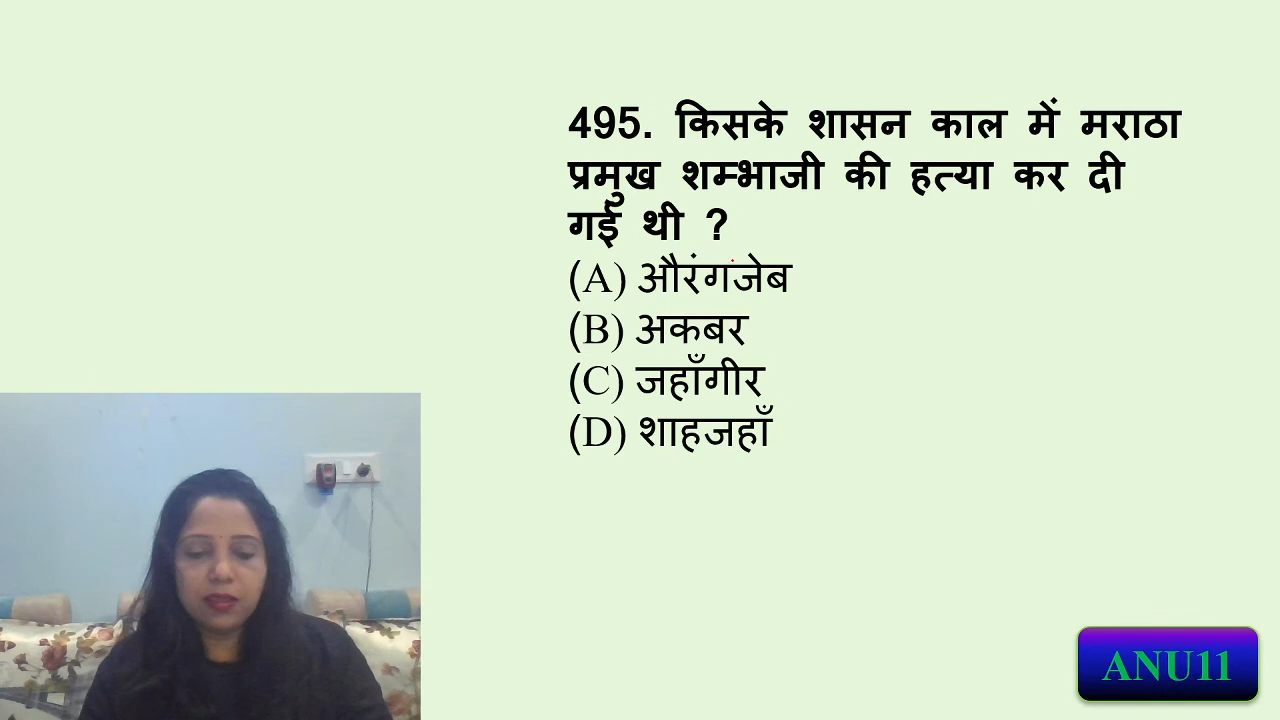 495. किसके शासन काल में मराठा
प्रमुख शम्भाजी की हत्या कर दी
गई थी ?
(A) औरंगजेब
(B) अकबर
(C) जहाँगीर
(D) शाहजहाँ
ANU11